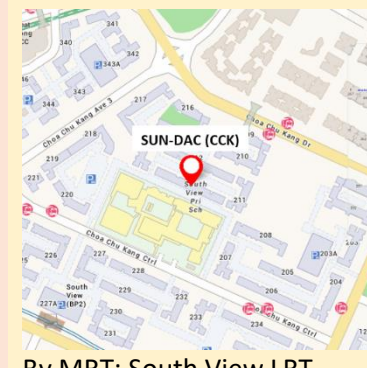 341
340
343A
343
344
345
346
Choa Chu Kang Ave 3
217
216
218
219
221
220
Choa Chu Kang Dr
SUN-DAC (CCK)
210
211
South
View
Pri
Sch
207
208
203A
205
206
204
Choa Chu Kang Ctrl
227
228
229
232
233
234
231
South
View
(BP2)
227A
Choa Chu Kang Ctrl
By MRT: South View LRT